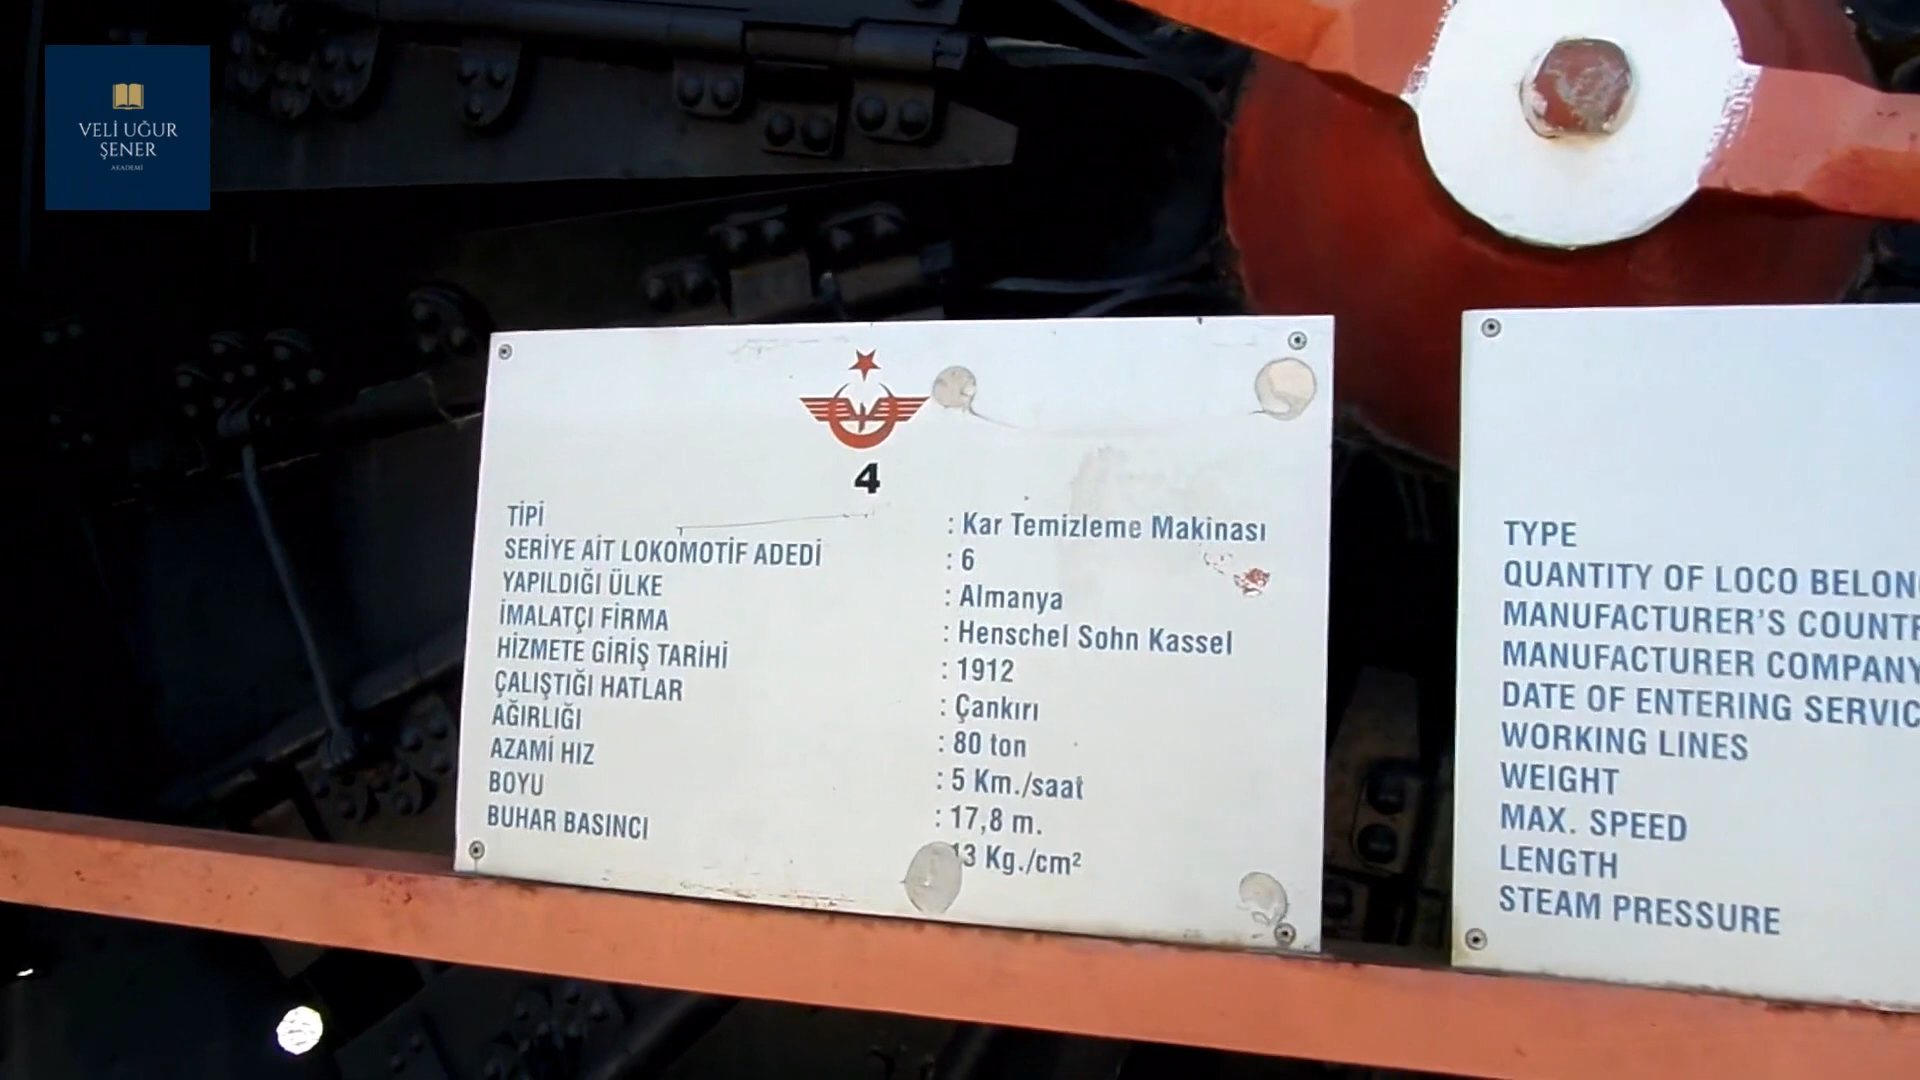 VELİ UĞUR
ŞENER
AKADEMİ
4
TİPİ : Kar Temizleme Makinası
SERİYE AİT LOKOMOTİF ADEDİ : 6
YAPILDIĞI ÜLKE : Almanya
İMALATÇI FİRMA : Henschel Sohn Kassel
HİZMETE GİRİŞ TARİHİ : 1912
ÇALIŞTIĞI HATLAR : Çankırı
AĞIRLIĞI : 80 ton
AZAMİ HIZ : 5 Km./saat
BOYU : 17,8 m.
BUHAR BASINCI 13 Kg./cm²
TYPE
QUANTITY OF LOCO BELON
MANUFACTURER'S COUNTR
MANUFACTURER COMPANY
DATE OF ENTERING SERVIC
WORKING LINES
WEIGHT
MAX. SPEED
LENGTH
STEAM PRESSURE